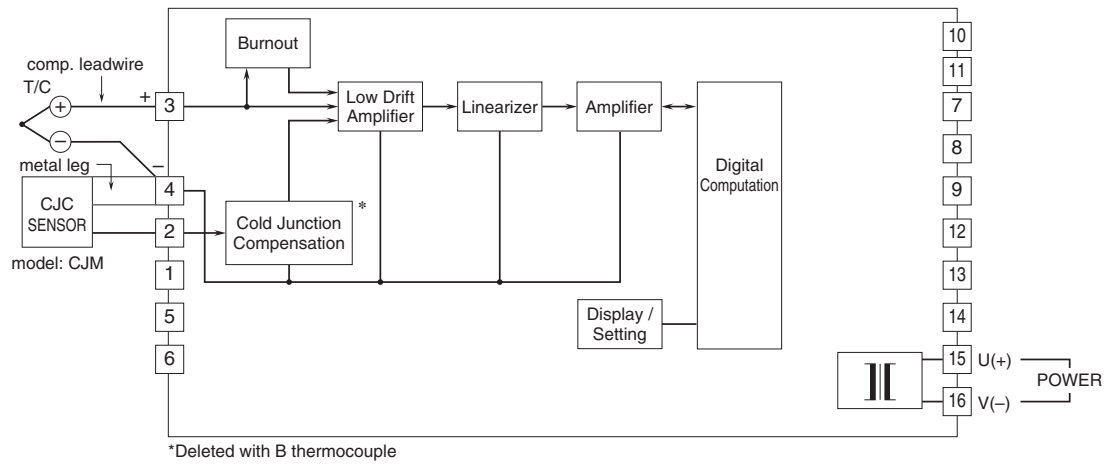 Burnout
comp. leadwire
T/C
+
–
+
–
3
Low Drift
Amplifier
Linearizer
Amplifier
Digital
Computation
metal leg
CJC
SENSOR
model: CJM
4
2
1
5
6
Cold Junction
Compensation
*
Display /
Setting
10
11
7
8
9
12
13
14
15
16
U(+)
V(–)
POWER
*Deleted with B thermocouple